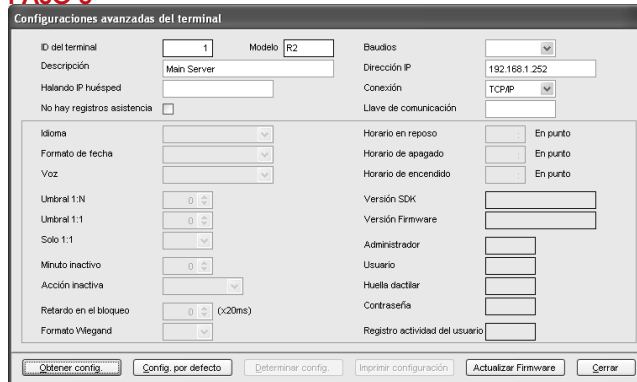 PASO 3
Configuraciones avanzadas del terminal
ID del terminal 1 Modelo R2 Baudios
Descripción Main Server Dirección IP 192.168.1.252
Halando IP huésped Conexión TCP/IP
No hay registros asistencia Llave de comunicación
Idioma Horario en reposo : En punto
Formato de fecha Horario de apagado : En punto
Voz Horario de encendido : En punto
Umbral 1:N 0 Versión SDK
Umbral 1:1 0 Versión Firmware
Solo 1:1 Administrador
Minuto inactivo 0 Usuario
Acción inactiva Huella dactilar
Retardo en el bloqueo 0 (x20ms) Contraseña
Formato Wiegand Registro actividad del usuario
Obtener config. Config. por defecto Determinar config. Imprimir configuración Actualizar Firmware Cerrar